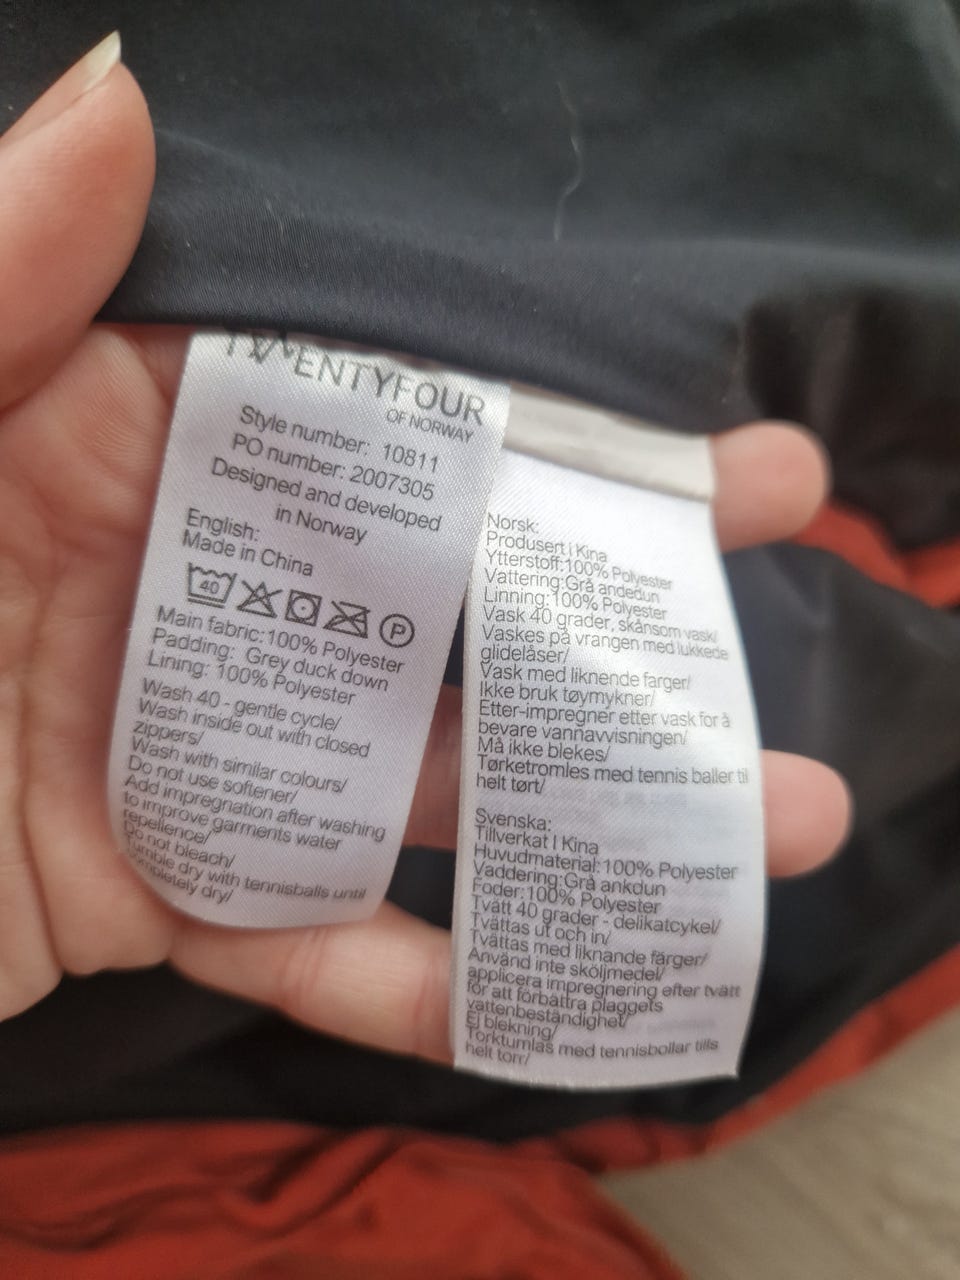 TWENTYFOUR
OF NORWAY
Style number: 10811
PO number: 2007305
Designed and developed
in Norway
English:
Made in China
40
P
Main fabric:100% Polyester
Padding: Grey duck down
Lining: 100% Polyester
Wash 40 - gentle cycle/
Wash inside out with closed
zippers/
Wash with similar colours/
Do not use softener/
Add impregnation after washing
to improve garments water
repellence/
Do not bleach/
Tumble dry with tennisballs until
completely dry/
Norsk:
Produsert i Kina
Ytterstoff:100% Polyester
Vattering:Grå andedun
Linning:100% Polyester
Vask 40 grader, skånsom vask/
Vaskes på vrangen med lukkede
glidelåser/
Vask med liknende farger/
Ikke bruk tøymykner/
Etter-impregner etter vask for å
bevare vannavvisningen/
Må ikke blekes/
Tørketromles med tennis baller til
helt tørt/
Svenska:
Tillverkat I Kina
Huvudmaterial:100% Polyester
Vaddering:Grå ankdun
Foder:100% Polyester
Tvätt 40 grader - delikatcykel/
Tvättas ut och in/
Tvättas med liknande färger/
Använd inte sköljmedel/
applicera impregnering efter tvätt
för att förbättra plaggets
vattenbeständighet/
Ej blekning/
Torktumlas med tennisbollar tills
helt torr/